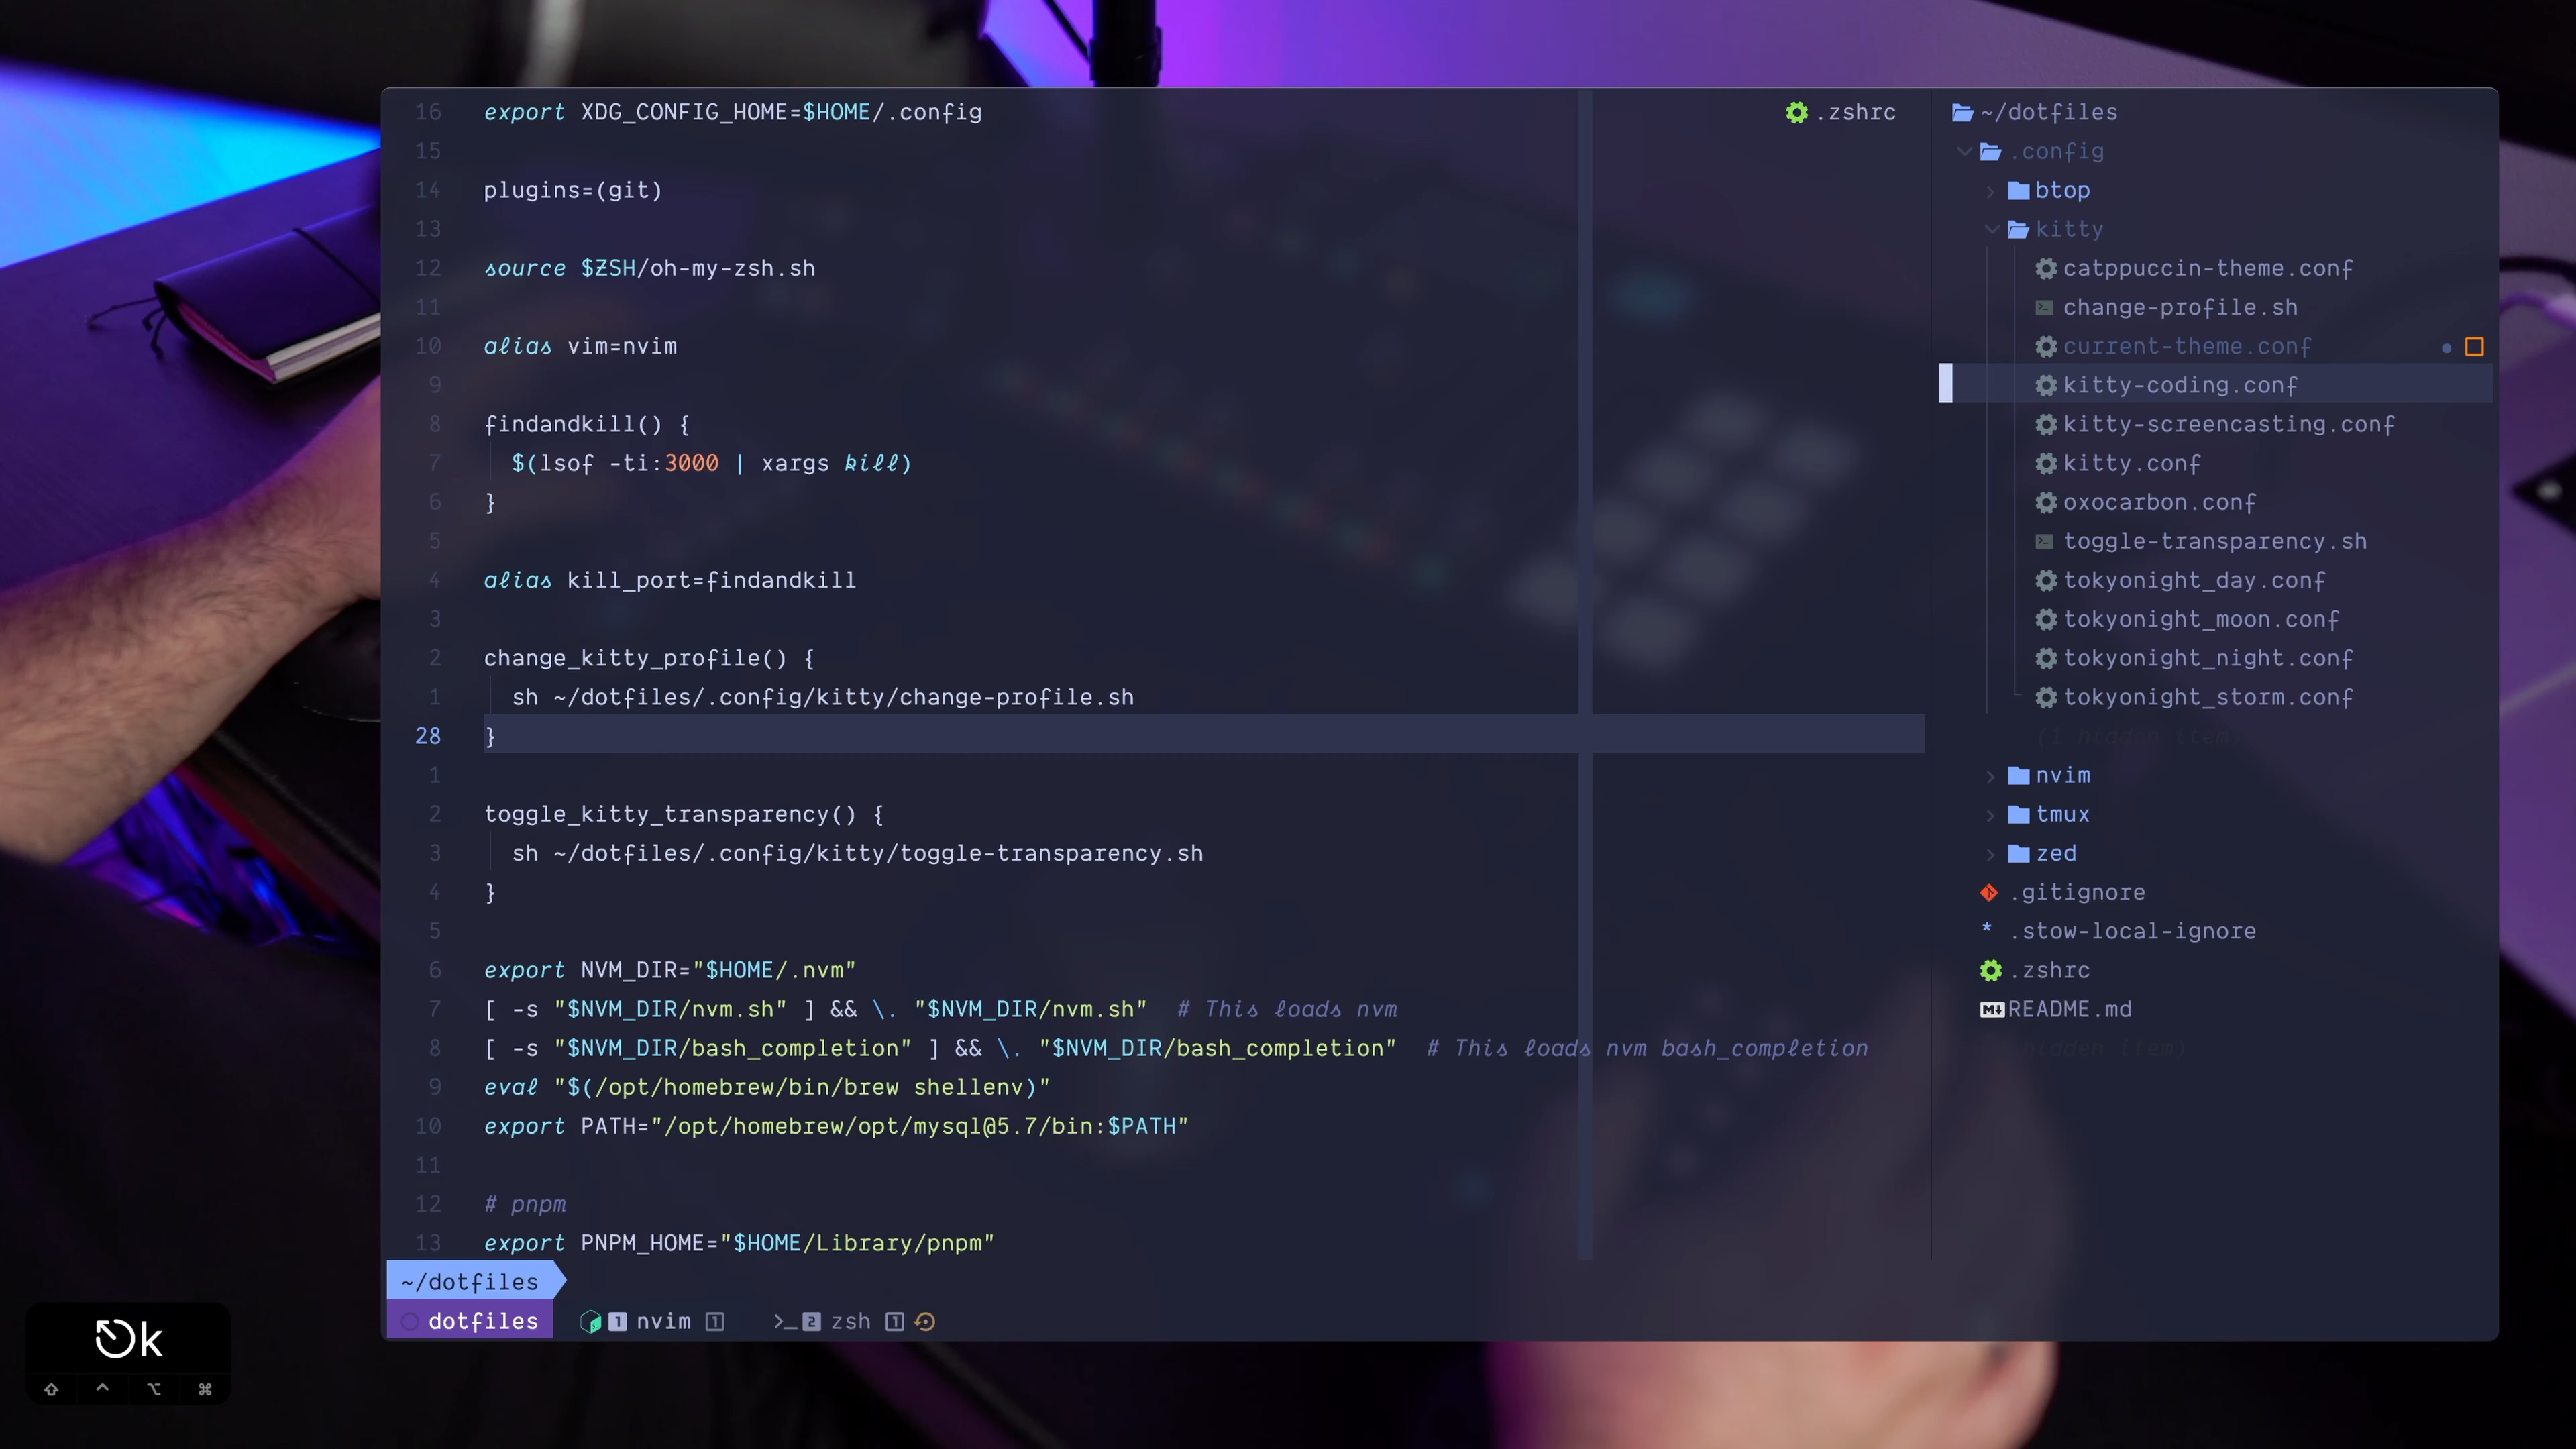 16 export XDG_CONFIG_HOME=$HOME/.config
15
14 plugins=(git)
13
12 source $ZSH/oh-my-zsh.sh
11
10 alias vim=nvim
9
8 findandkill() {
7 $(lsof -ti:3000 | xargs kill)
6 }
5
4 alias kill_port=findandkill
3
2 change_kitty_profile() {
1 sh ~/dotfiles/.config/kitty/change-profile.sh
28 }
1
2 toggle_kitty_transparency() {
3 sh ~/dotfiles/.config/kitty/toggle-transparency.sh
4 }
5
6 export NVM_DIR="$HOME/.nvm"
7 [ -s "$NVM_DIR/nvm.sh" ] && \. "$NVM_DIR/nvm.sh"  # This loads nvm
8 [ -s "$NVM_DIR/bash_completion" ] && \. "$NVM_DIR/bash_completion"  # This loads nvm bash_completion
9 eval "$(/opt/homebrew/bin/brew shellenv)"
10 export PATH="/opt/homebrew/opt/mysql@5.7/bin:$PATH"
11
12 # pnpm
13 export PNPM_HOME="$HOME/Library/pnpm"
.zshrc
~/dotfiles
.config
btop
kitty
catppuccin-theme.conf
change-profile.sh
current-theme.conf
kitty-coding.conf
kitty-screencasting.conf
kitty.conf
oxocarbon.conf
toggle-transparency.sh
tokyonight_day.conf
tokyonight_moon.conf
tokyonight_night.conf
tokyonight_storm.conf
(1 hidden item)
nvim
tmux
zed
.gitignore
* .stow-local-ignore
.zshrc
README.md
hidden item)
~/dotfiles
dotfiles 1 nvim 1 >_ 2 zsh 1
k
⇧ ^ ⌥ ⌘